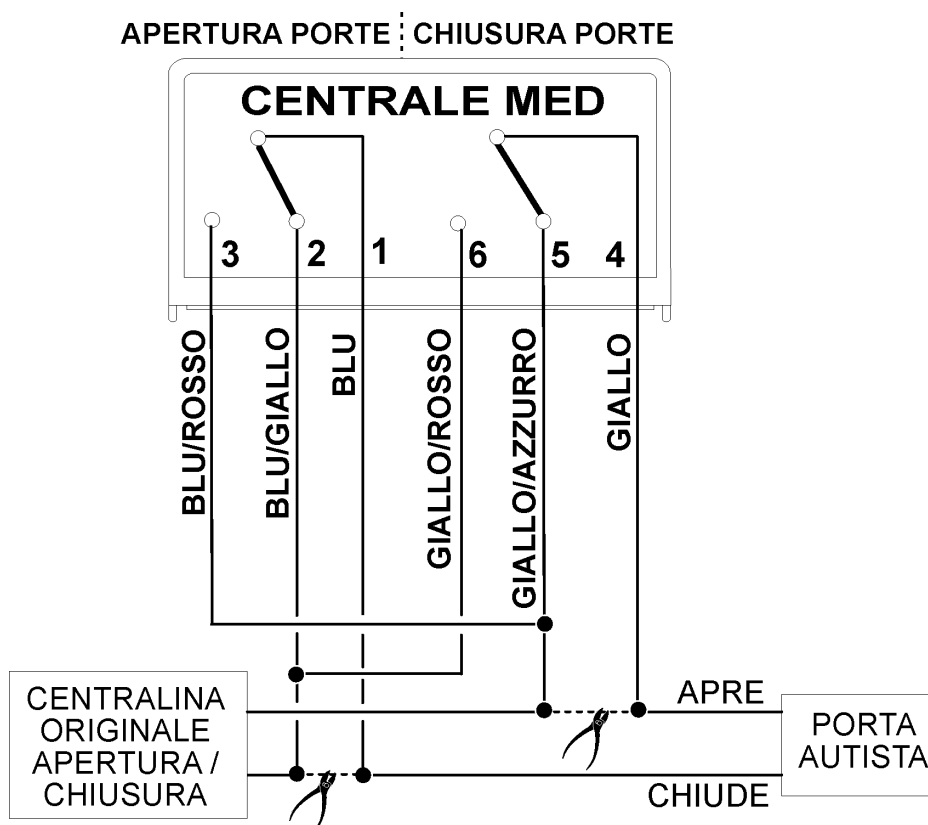 APERTURA PORTE CHIUSURA PORTE
CENTRALE MED
3 2 1 6 5 4
BLU/ROSSO
BLU/GIALLO
BLU
GIALLO/ROSSO
GIALLO/AZZURRO
GIALLO
CENTRALINA
ORIGINALE
APERTURA /
CHIUSURA
APRE
CHIUDE
PORTA
AUTISTA